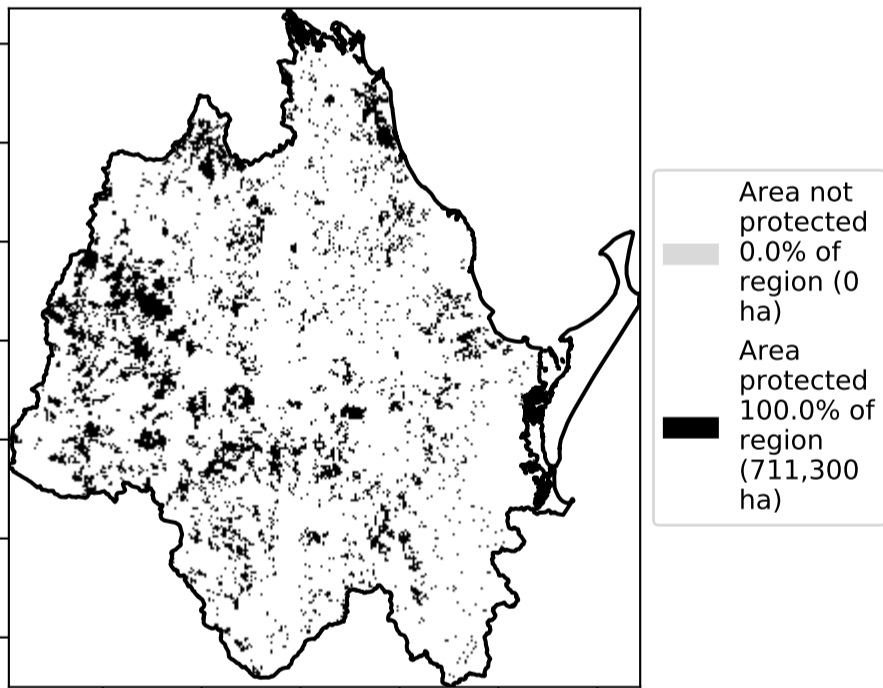 Area not
protected
0.0% of
region (0
ha)
Area
protected
100.0% of
region
(711,300
ha)